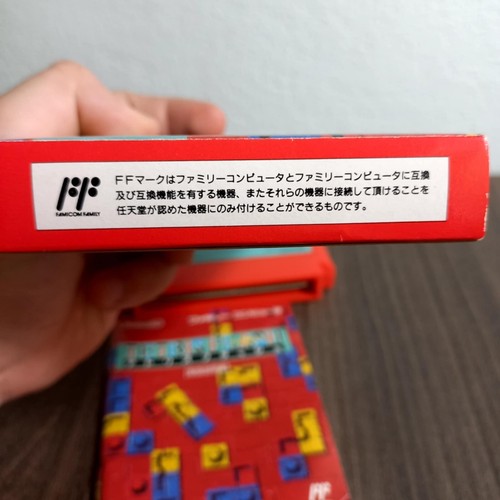 FFマークはファミリーコンピュータとファミリーコンピュータに互換
及び互換機能を有する機器、またそれらの機器に接続して頂けることを
任天堂が認めた機器にのみ付けることができるものです。
FF
FAMICOM FAMILY